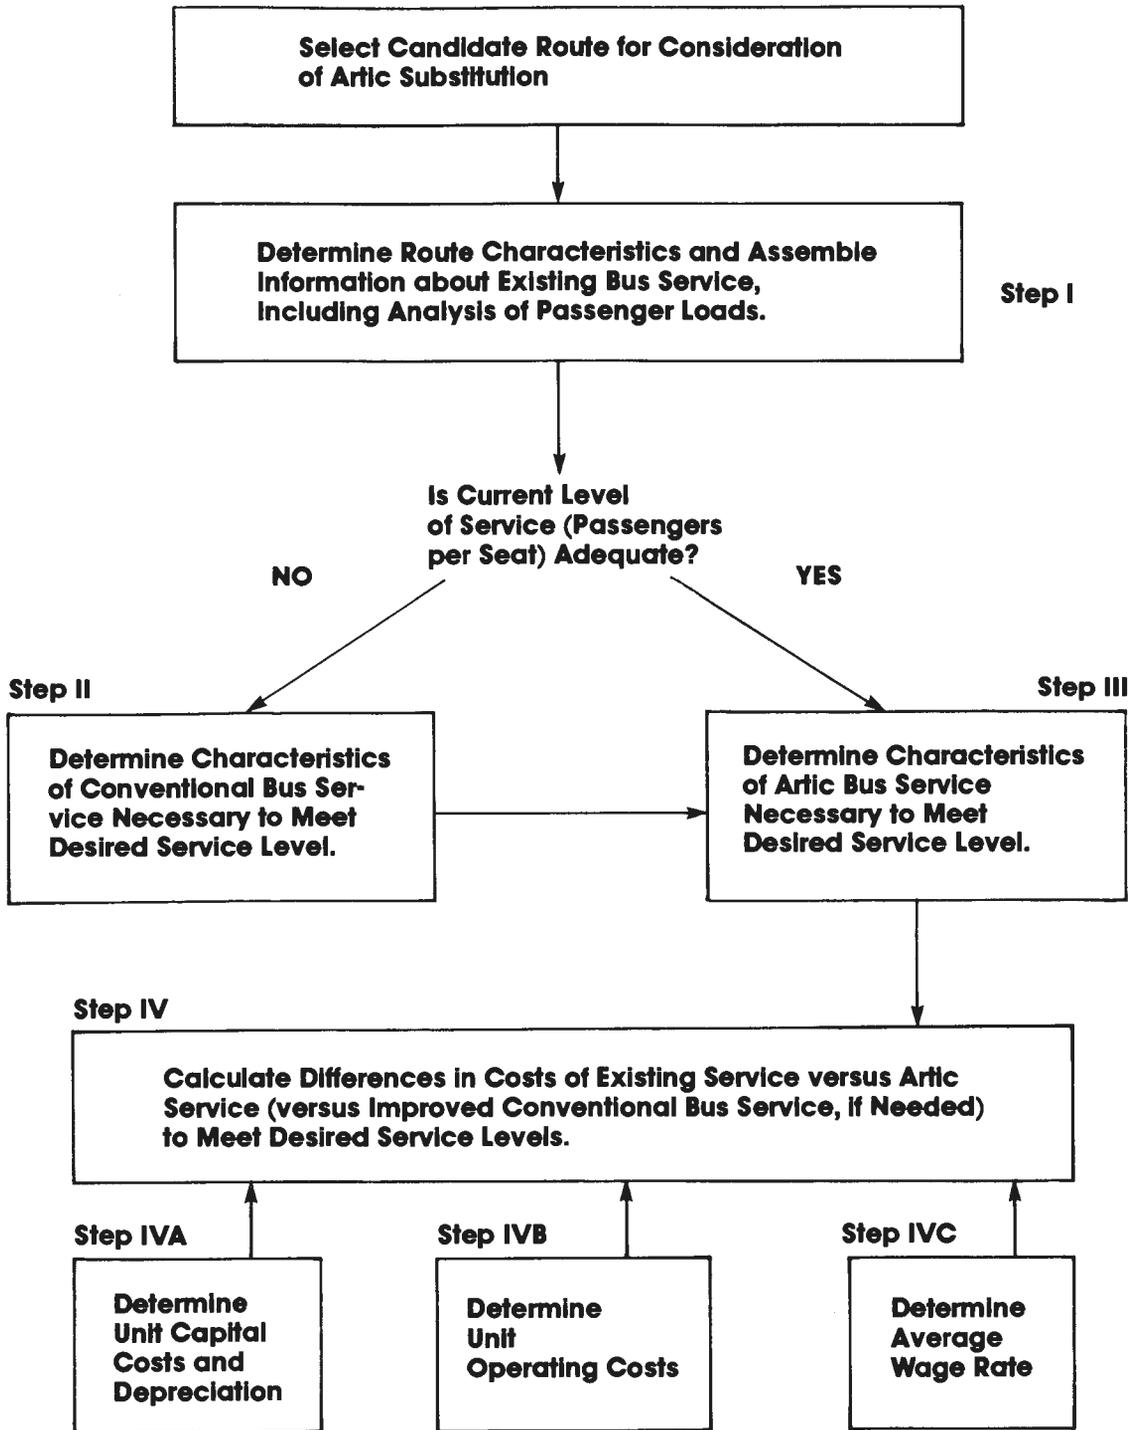 Select Candidate Route for Consideration
of Artic Substitution
Determine Route Characteristics and Assemble
Information about Existing Bus Service,
Including Analysis of Passenger Loads.
Step I
Is Current Level
of Service (Passengers
per Seat) Adequate?
NO
YES
Step II
Step III
Determine Characteristics
of Conventional Bus Ser-
vice Necessary to Meet
Desired Service Level.
Determine Characteristics
of Artic Bus Service
Necessary to Meet
Desired Service Level.
Step IV
Calculate Differences in Costs of Existing Service versus Artic
Service (versus Improved Conventional Bus Service, if Needed)
to Meet Desired Service Levels.
Step IVA
Step IVB
Step IVC
Determine
Unit Capital
Costs and
Depreciation
Determine
Unit
Operating Costs
Determine
Average
Wage Rate